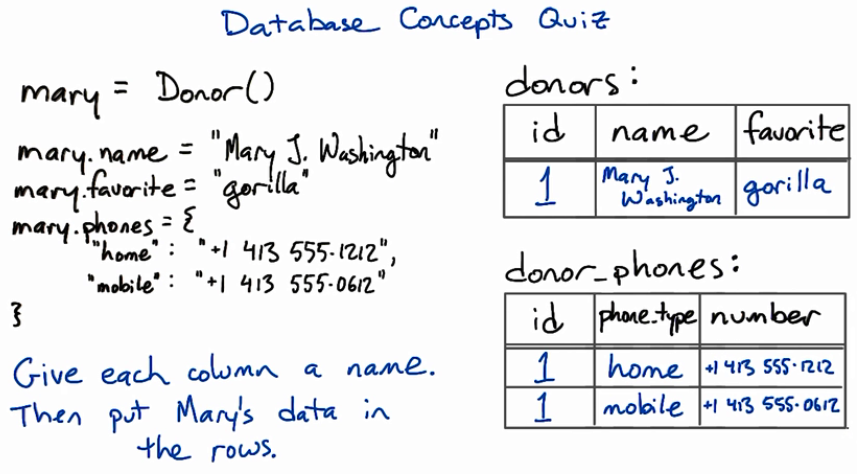 Database Concepts Quiz
mary = Donor()
mary.name = "Mary J. Washington"
mary.favorite = "gorilla"
mary.phones = {
"home" : "+1 413 555-1212",
"mobile" : "+1 413 555-0612"
}
Give each column a name.
Then put Mary's data in
the rows.
donors:
id name favorite
1 Mary J. Washington gorilla
donor_phones:
id phone_type number
1 home +1 413 555-1212
1 mobile +1 413 555-0612